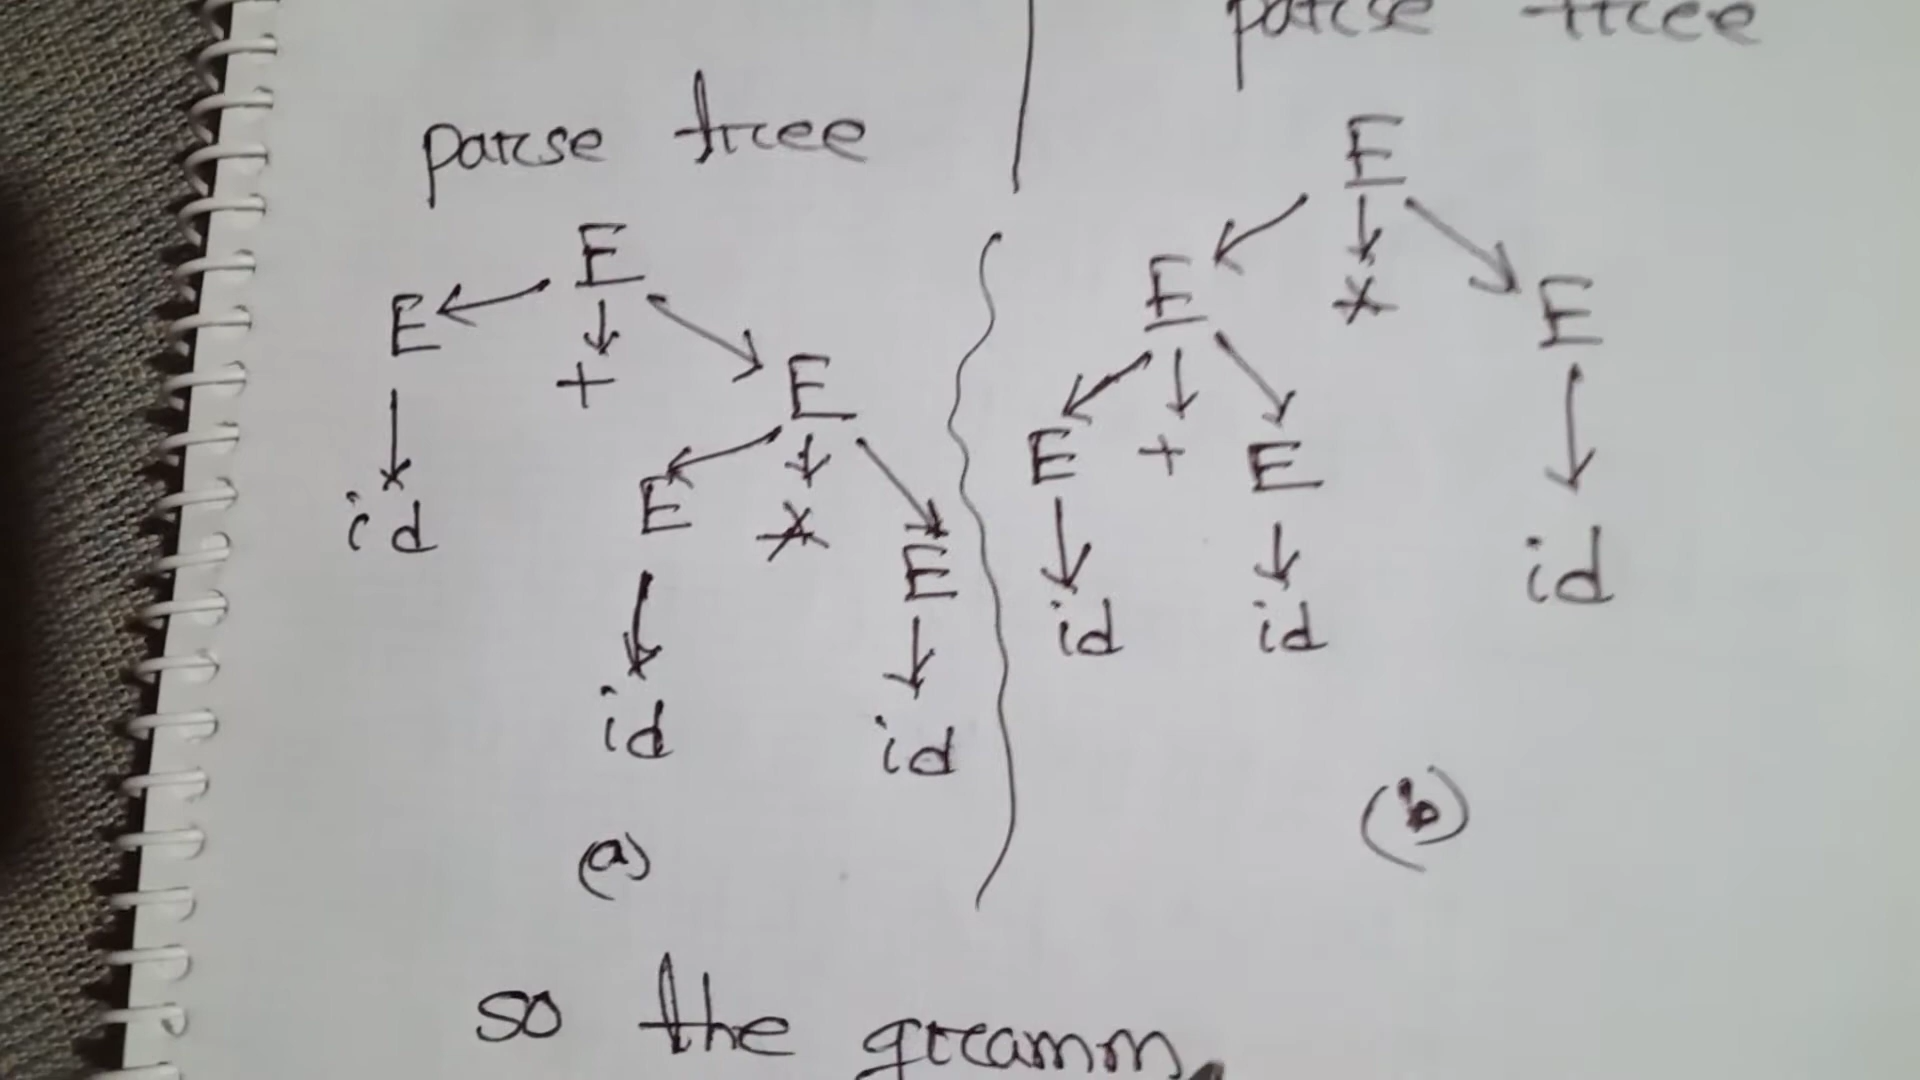 parse tree
E
E + E
id E * E
id id
(a)
parse tree
E
E * E
E + E id
id id
(b)
so the gramm